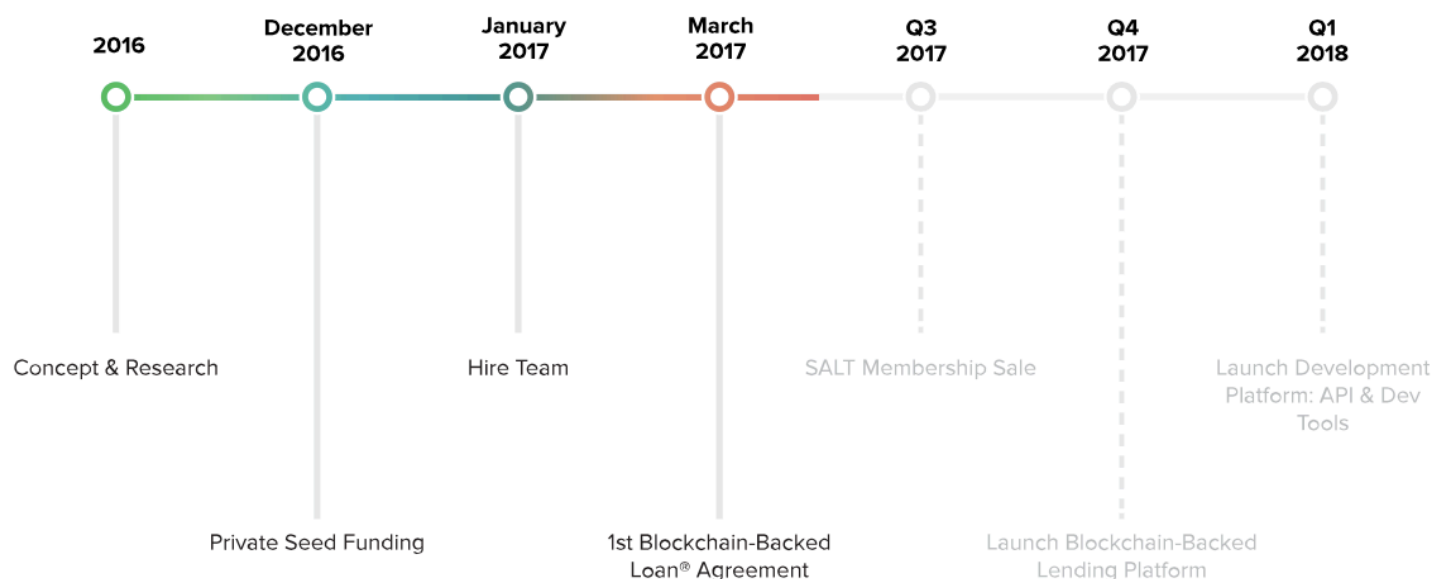 2016
December
2016
January
2017
March
2017
Q3
2017
Q4
2017
Q1
2018
Concept & Research
Hire Team
SALT Membership Sale
Launch Development
Platform: API & Dev
Tools
Private Seed Funding
1st Blockchain-Backed
Loan® Agreement
Launch Blockchain-Backed
Lending Platform